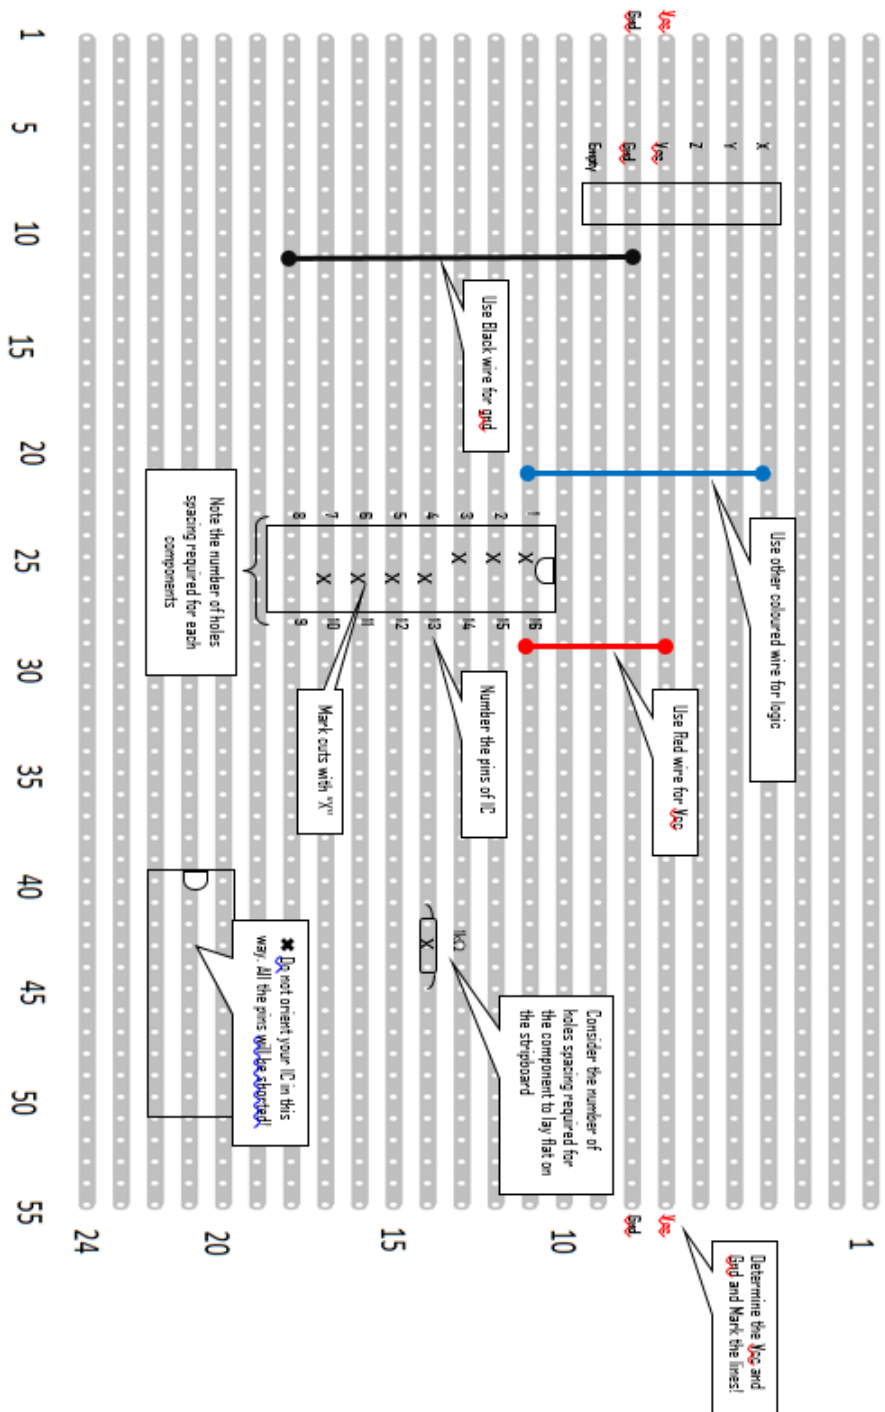 1
X
Y
Z
Vcc
Gnd
Empty
Vcc
Gnd
Use other coloured wire for logic
Determine the Vcc and
Gnd and Mark the lines!
Use Red wire for Vcc
Vcc
Gnd
10
Consider the number of
holes spacing required for
the component to lay flat on
the stripboard
Use Black wire for gnd
Number the pins of IC
1kΩ
X
15
1
2
3
4
5
6
7
8
16
15
14
13
12
11
10
9
X
X
X
X
X
X
X
Mark cuts with "X"
✖ Do not orient your IC in this
way. All the pins will be shorted!
Note the number of holes
spacing required for each
components
20
24
1
5
10
15
20
25
30
35
40
45
50
55